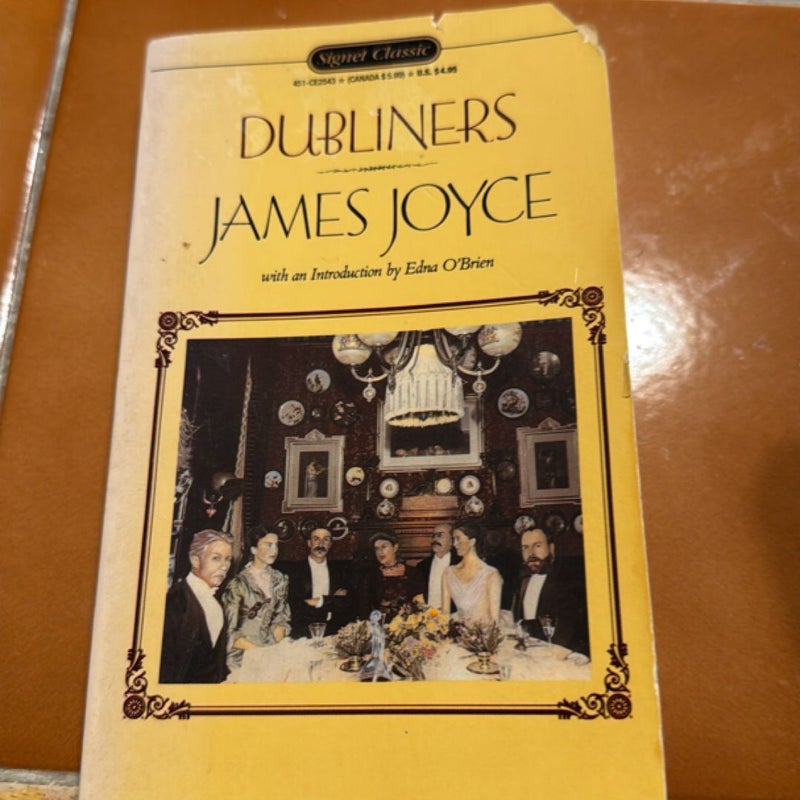 Signet Classic
451-CE2543 ★ (CANADA $5.99) ★ U.S. $4.95
DUBLINERS
JAMES JOYCE
with an Introduction by Edna O'Brien